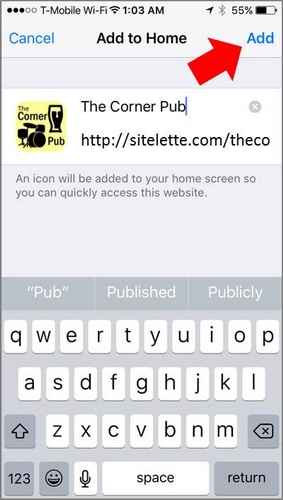 T-Mobile Wi-Fi 1:03 AM 55%
Cancel Add to Home Add
The Corner Pub
The Corner Pub
http://sitelette.com/theco
An icon will be added to your home screen so
you can quickly access this website.
“Pub” Published Publicly
q w e r t y u i o p
a s d f g h j k l
z x c v b n m
123 space return